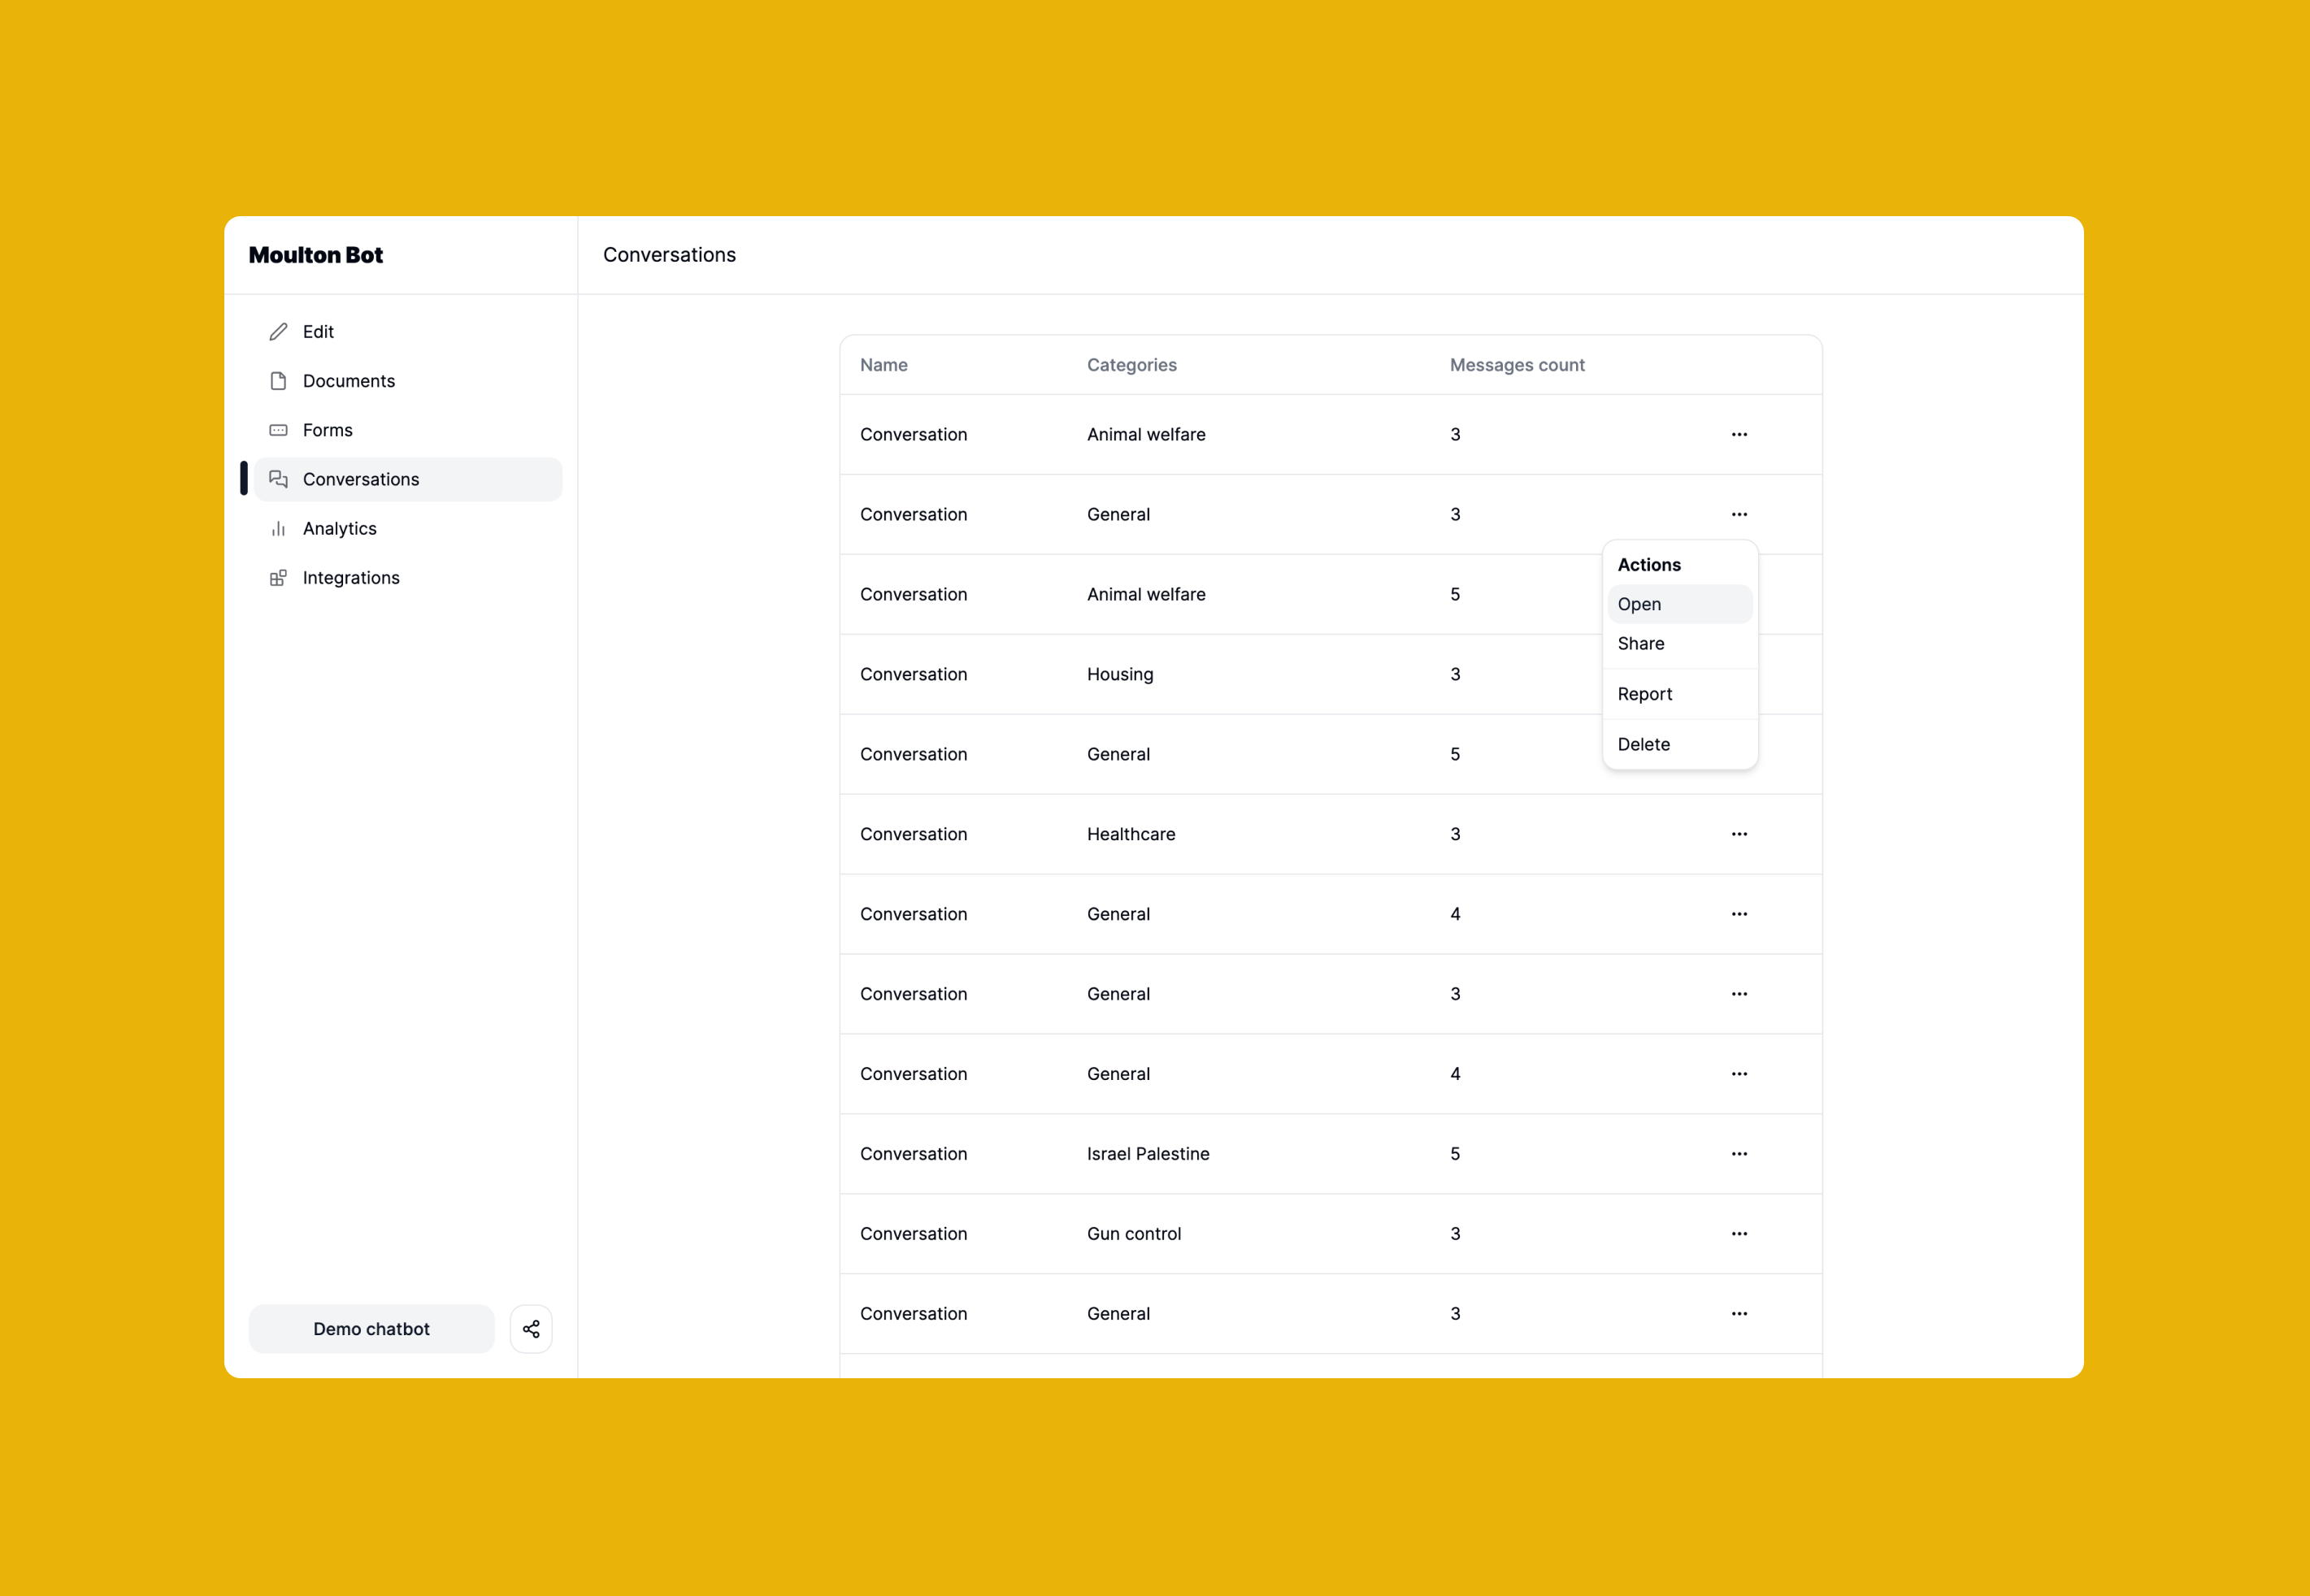 Moulton Bot
Conversations
Edit
Documents
Forms
Conversations
Analytics
Integrations
Demo chatbot
Name Categories Messages count
Conversation Animal welfare 3
Conversation General 3
Conversation Animal welfare 5
Conversation Housing 3
Conversation General 5
Conversation Healthcare 3
Conversation General 4
Conversation General 3
Conversation General 4
Conversation Israel Palestine 5
Conversation Gun control 3
Conversation General 3
Actions
Open
Share
Report
Delete